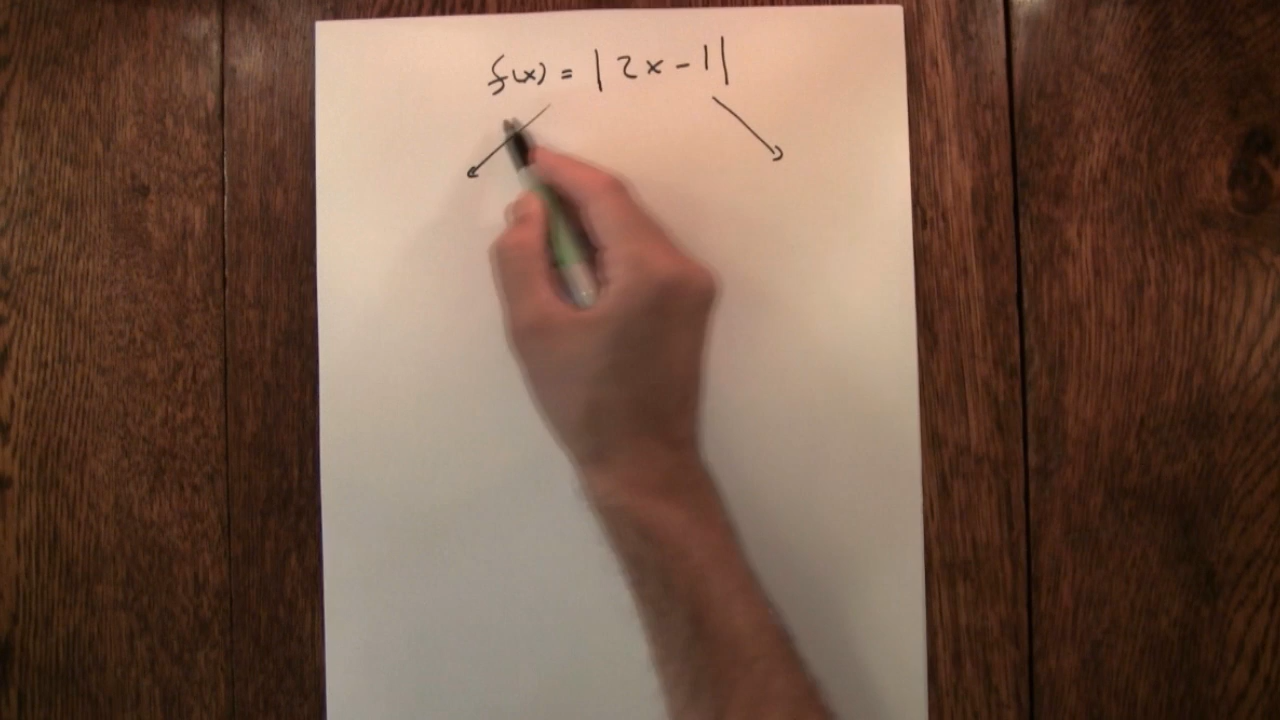 f(x) = | 2x - 1 |